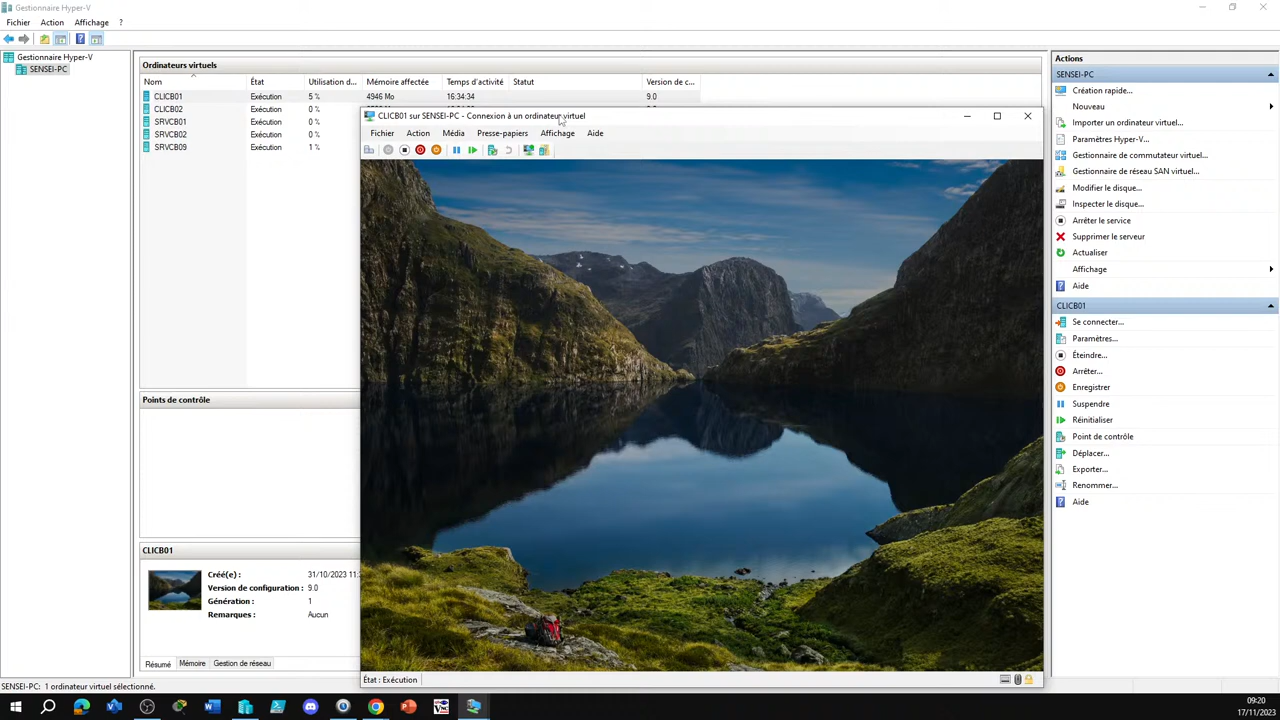 Gestionnaire Hyper-V
Fichier Action Affichage ?
Gestionnaire Hyper-V
SENSEI-PC
Ordinateurs virtuels
Nom État Utilisation d... Mémoire affectée Temps d'activité Statut Version de c...
CLICB01 Exécution 5 % 4946 Mo 16:34:34 9.0
CLICB02 Exécution 0 %
SRVCB01 Exécution 0 %
SRVCB02 Exécution 0 %
SRVCB09 Exécution 1 %
CLICB01 sur SENSEI-PC - Connexion à un ordinateur virtuel
Fichier Action Média Presse-papiers Affichage Aide
État : Exécution
Points de contrôle
CLICB01
Créé(e) : 31/10/2023 11:
Version de configuration : 9.0
Génération : 1
Remarques : Aucun
Résumé Mémoire Gestion de réseau
SENSEI-PC: 1 ordinateur virtuel sélectionné.
Actions
SENSEI-PC
Création rapide...
Nouveau
Importer un ordinateur virtuel...
Paramètres Hyper-V...
Gestionnaire de commutateur virtuel...
Gestionnaire de réseau SAN virtuel...
Modifier le disque...
Inspecter le disque...
Arrêter le service
Supprimer le serveur
Actualiser
Affichage
Aide
CLICB01
Se connecter...
Paramètres...
Éteindre...
Arrêter...
Enregistrer
Suspendre
Réinitialiser
Point de contrôle
Déplacer...
Exporter...
Renommer...
Aide
09:20
17/11/2023